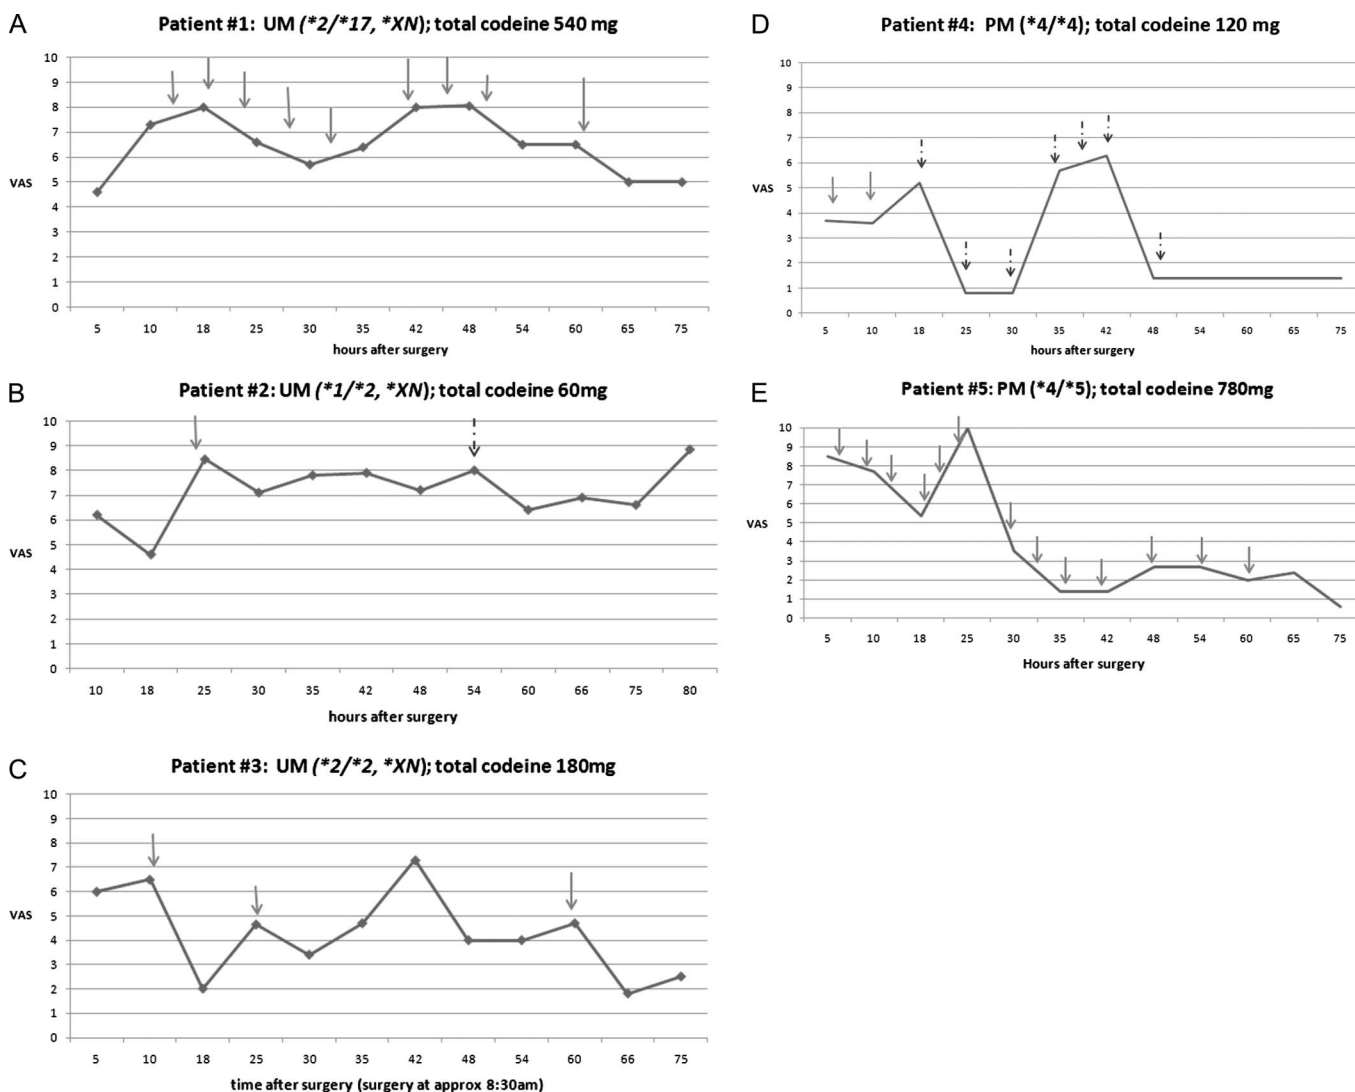 A
Patient #1: UM (*2/*17, *XN); total codeine 540 mg
10
9
8
7
6
VAS
5
4
3
2
1
0
5 10 18 25 30 35 42 48 54 60 65 75
hours after surgery
B
Patient #2: UM (*1/*2, *XN); total codeine 60mg
10
9
8
7
6
5
VAS
4
3
2
1
0
10 18 25 30 35 42 48 54 60 66 75 80
hours after surgery
C
Patient #3: UM (*2/*2, *XN); total codeine 180mg
10
9
8
7
6
VAS
5
4
3
2
1
0
5 10 18 25 30 35 42 48 54 60 66 75
time after surgery (surgery at approx 8:30am)
D
Patient #4: PM (*4/*4); total codeine 120 mg
10
9
8
7
6
VAS
5
4
3
2
1
0
5 10 18 25 30 35 42 48 54 60 65 75
hours after surgery
E
Patient #5: PM (*4/*5); total codeine 780mg
10
9
8
7
6
VAS
5
4
3
2
1
0
5 10 18 25 30 35 42 48 54 60 65 75
Hours after surgery